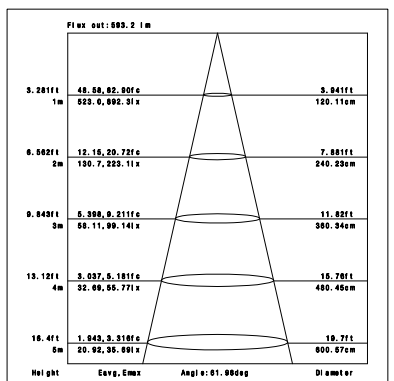 Flux out:593.2 lm
3.281ft 48.58,82.90fc 3.941ft
1m 523.0,892.3lx 120.11cm
6.562ft 12.15,20.72fc 7.881ft
2m 130.7,223.1lx 240.23cm
9.843ft 5.398,9.211fc 11.82ft
3m 58.11,99.14lx 360.34cm
13.12ft 3.037,5.181fc 15.76ft
4m 32.69,55.77lx 480.45cm
16.4ft 1.943,3.316fc 19.7ft
5m 20.92,35.69lx 600.57cm
Height Eavg,Emax Angle:61.98deg Diameter